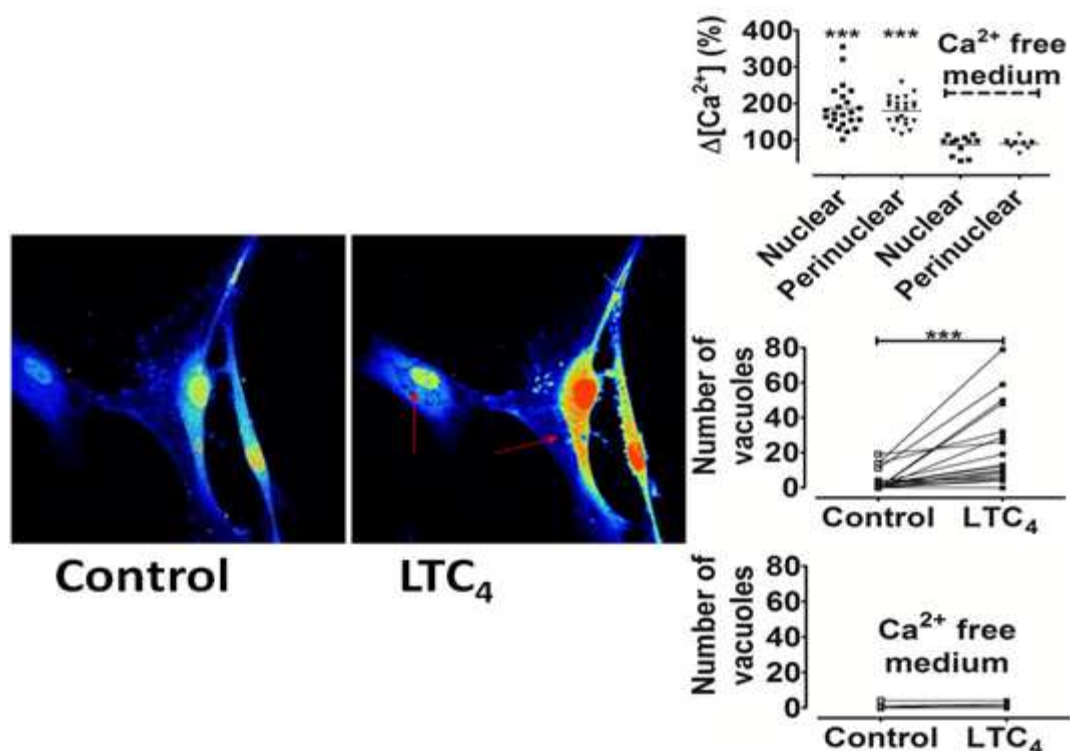 Control
LTC₄
Δ[Ca²⁺] (%)
400
300
200
100
***
***
Ca²⁺ free
medium
Nuclear
Perinuclear
Nuclear
Perinuclear
Number of
vacuoles
80
60
40
20
0
***
Control
LTC₄
Number of
vacuoles
80
60
40
20
0
Ca²⁺ free
medium
Control
LTC₄